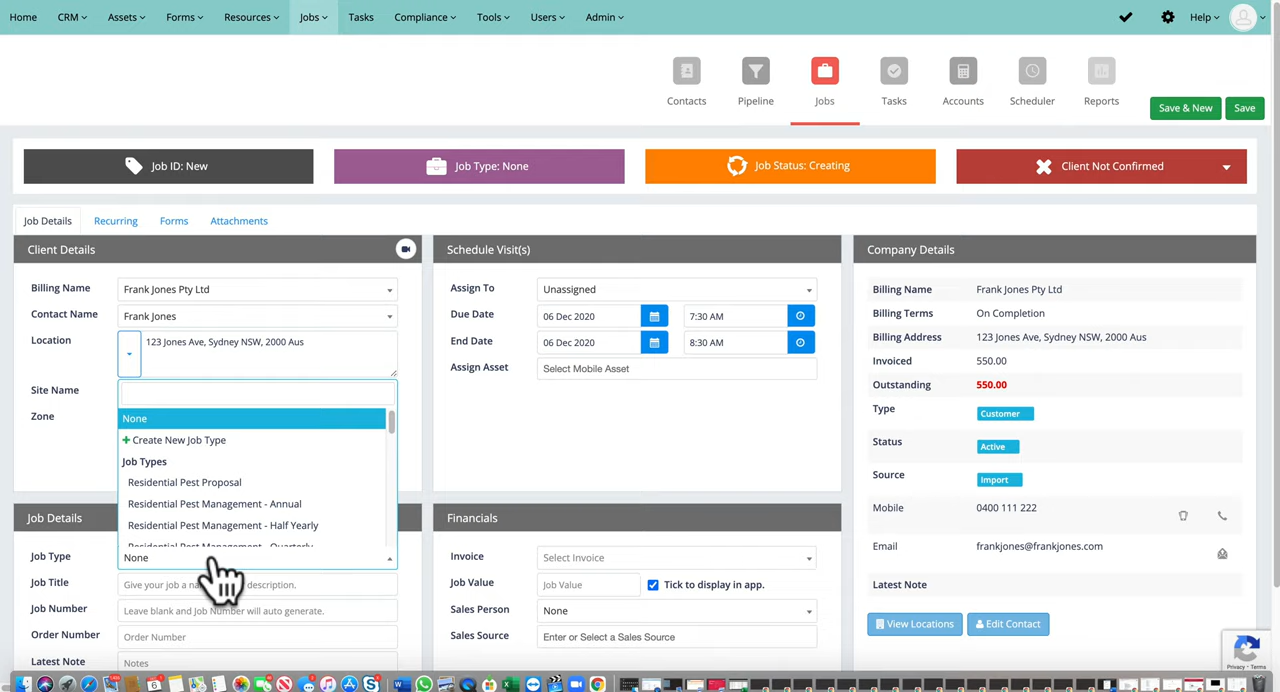 Home CRM Assets Forms Resources Jobs Tasks Compliance Tools Users Admin Help
Contacts Pipeline Jobs Tasks Accounts Scheduler Reports
Save & New Save
Job ID: New Job Type: None Job Status: Creating Client Not Confirmed
Job Details Recurring Forms Attachments
Client Details
Billing Name Frank Jones Pty Ltd
Contact Name Frank Jones
Location 123 Jones Ave, Sydney NSW, 2000 Aus
Site Name
Zone
None
Create New Job Type
Job Types
Residential Pest Proposal
Residential Pest Management - Annual
Residential Pest Management - Half Yearly
Residential Pest Management - Quarterly
Job Details
Job Type None
Job Title Give your job a na description.
Job Number Leave blank and Job Number will auto generate.
Order Number Order Number
Latest Note Notes
Schedule Visit(s)
Assign To Unassigned
Due Date 06 Dec 2020 7:30 AM
End Date 06 Dec 2020 8:30 AM
Assign Asset Select Mobile Asset
Financials
Invoice Select Invoice
Job Value Job Value Tick to display in app.
Sales Person None
Sales Source Enter or Select a Sales Source
Company Details
Billing Name Frank Jones Pty Ltd
Billing Terms On Completion
Billing Address 123 Jones Ave, Sydney NSW, 2000 Aus
Invoiced 550.00
Outstanding 550.00
Type Customer
Status Active
Source Import
Mobile 0400 111 222
Email frankjones@frankjones.com
Latest Note
View Locations Edit Contact
Privacy - Terms